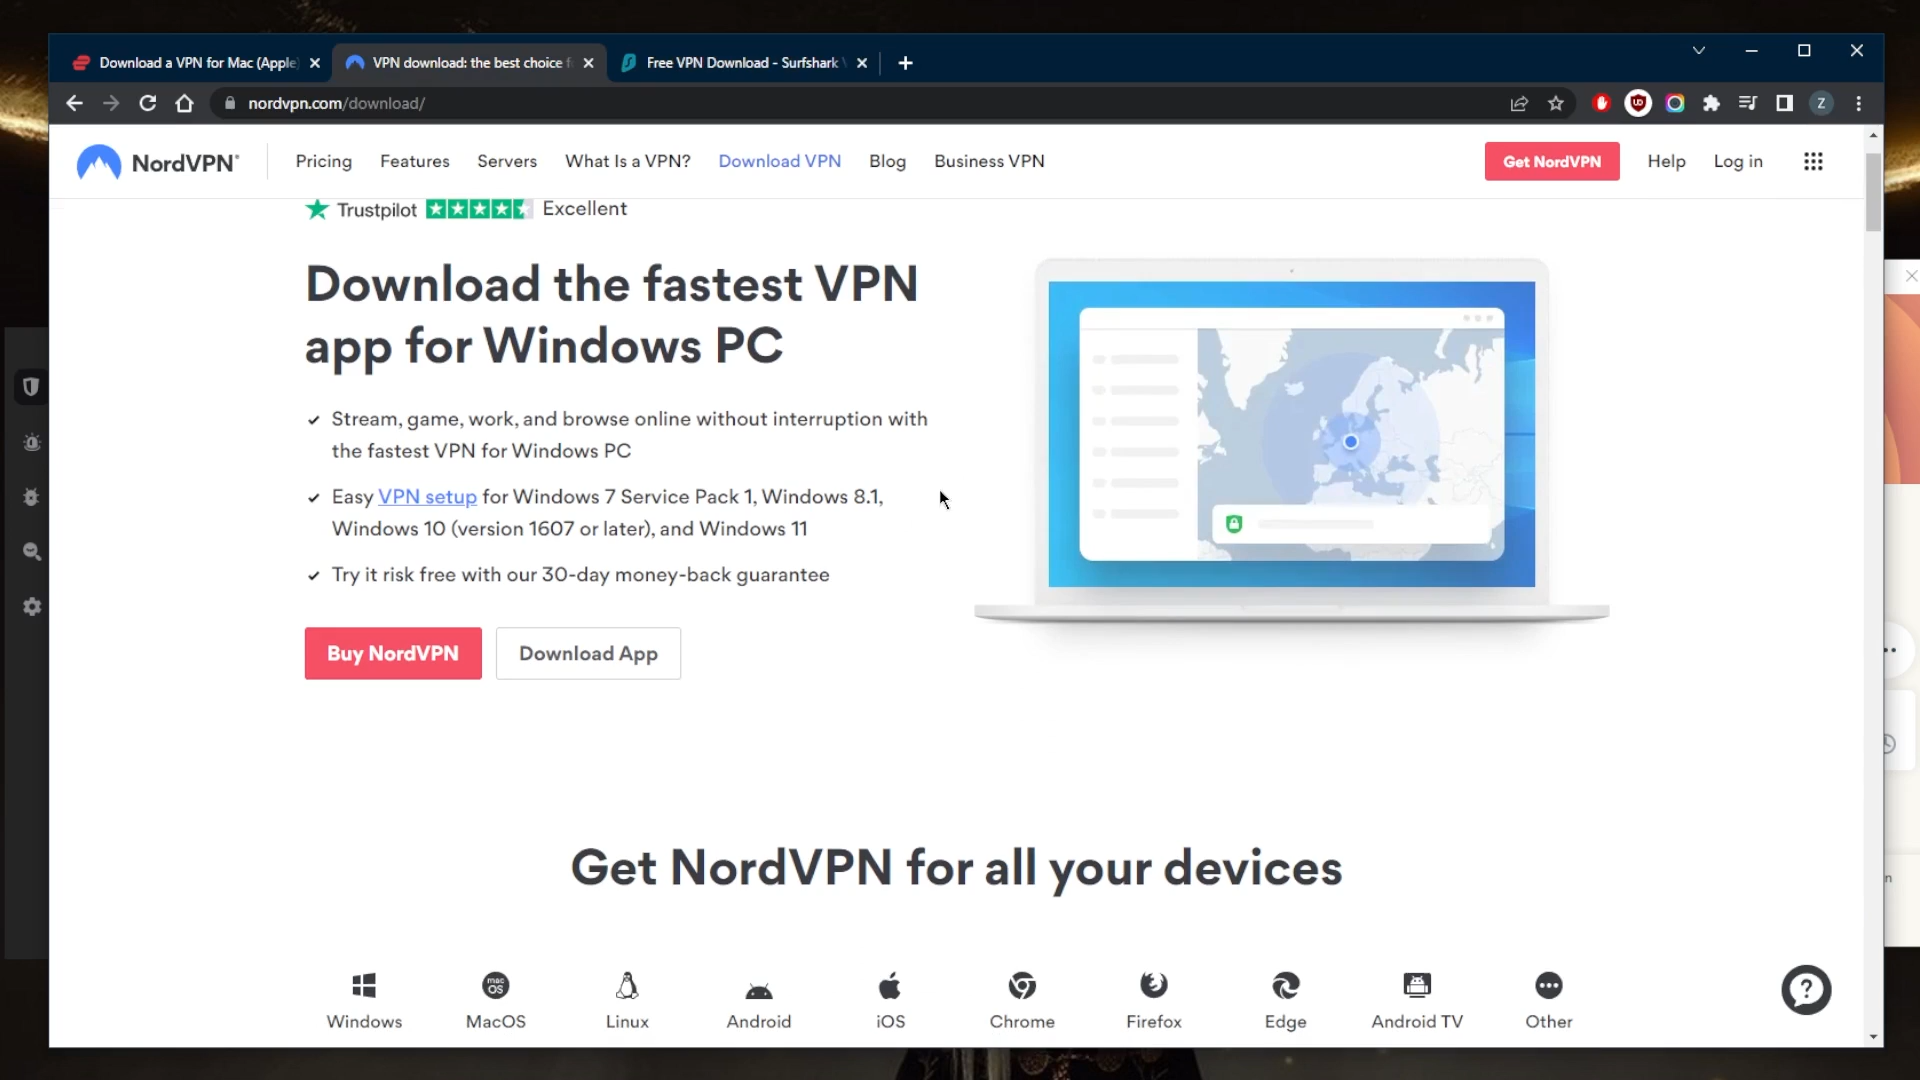 Download a VPN for Mac (Apple
VPN download: the best choice f
Free VPN Download - Surfshark
nordvpn.com/download/
Z
NordVPN®
Pricing
Features
Servers
What Is a VPN?
Download VPN
Blog
Business VPN
Get NordVPN
Help
Log in
Trustpilot
Excellent
Download the fastest VPN
app for Windows PC
Stream, game, work, and browse online without interruption with
the fastest VPN for Windows PC
Easy VPN setup for Windows 7 Service Pack 1, Windows 8.1,
Windows 10 (version 1607 or later), and Windows 11
Try it risk free with our 30-day money-back guarantee
Buy NordVPN
Download App
Get NordVPN for all your devices
mac
OS
Windows
MacOS
Linux
Android
iOS
Chrome
Firefox
Edge
Android TV
Other
?
n